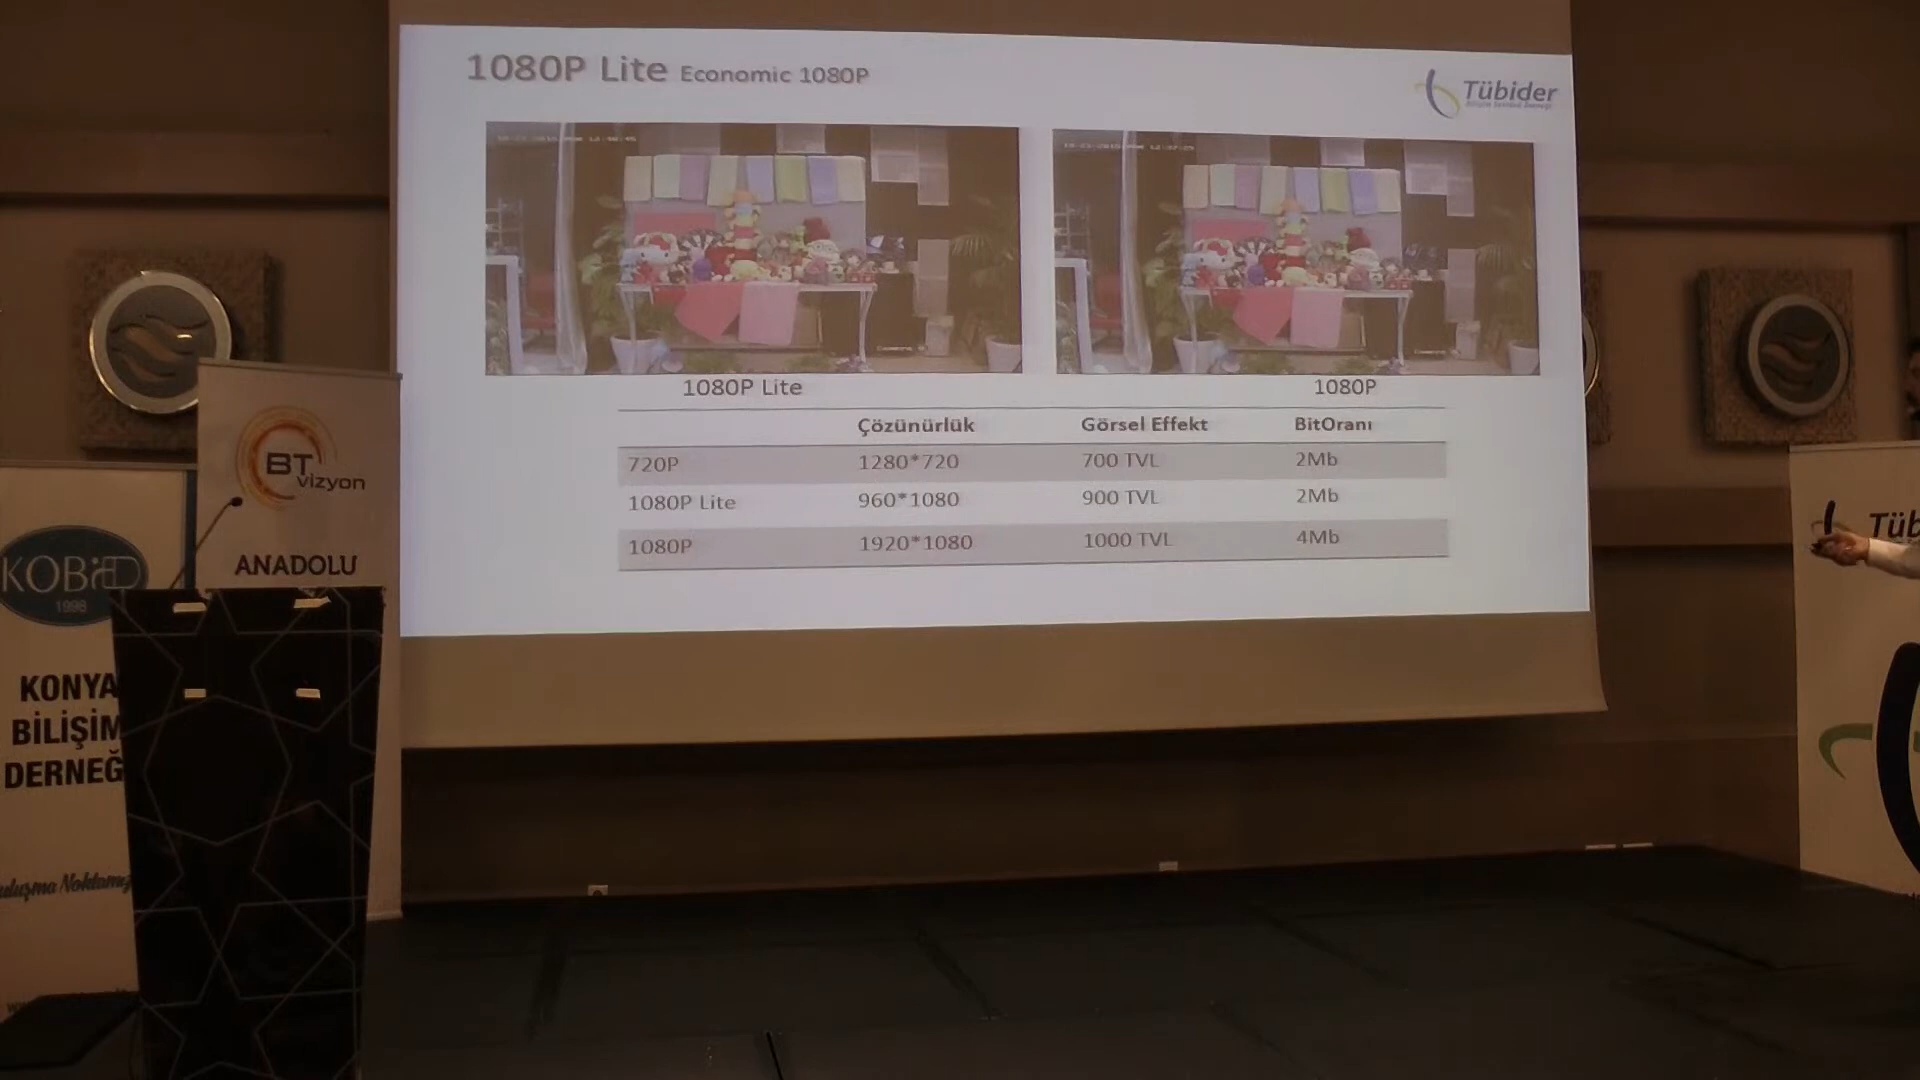 1080P Lite Economic 1080P
Tübider
1080P Lite
1080P
Çözünürlük Görsel Effekt BitOranı
720P 1280*720 700 TVL 2Mb
1080P Lite 960*1080 900 TVL 2Mb
1080P 1920*1080 1000 TVL 4Mb
BT
vizyon
ANADOLU
KOBİD
1998
KONYA
BİLİŞİM
DERNEĞ
Tüb